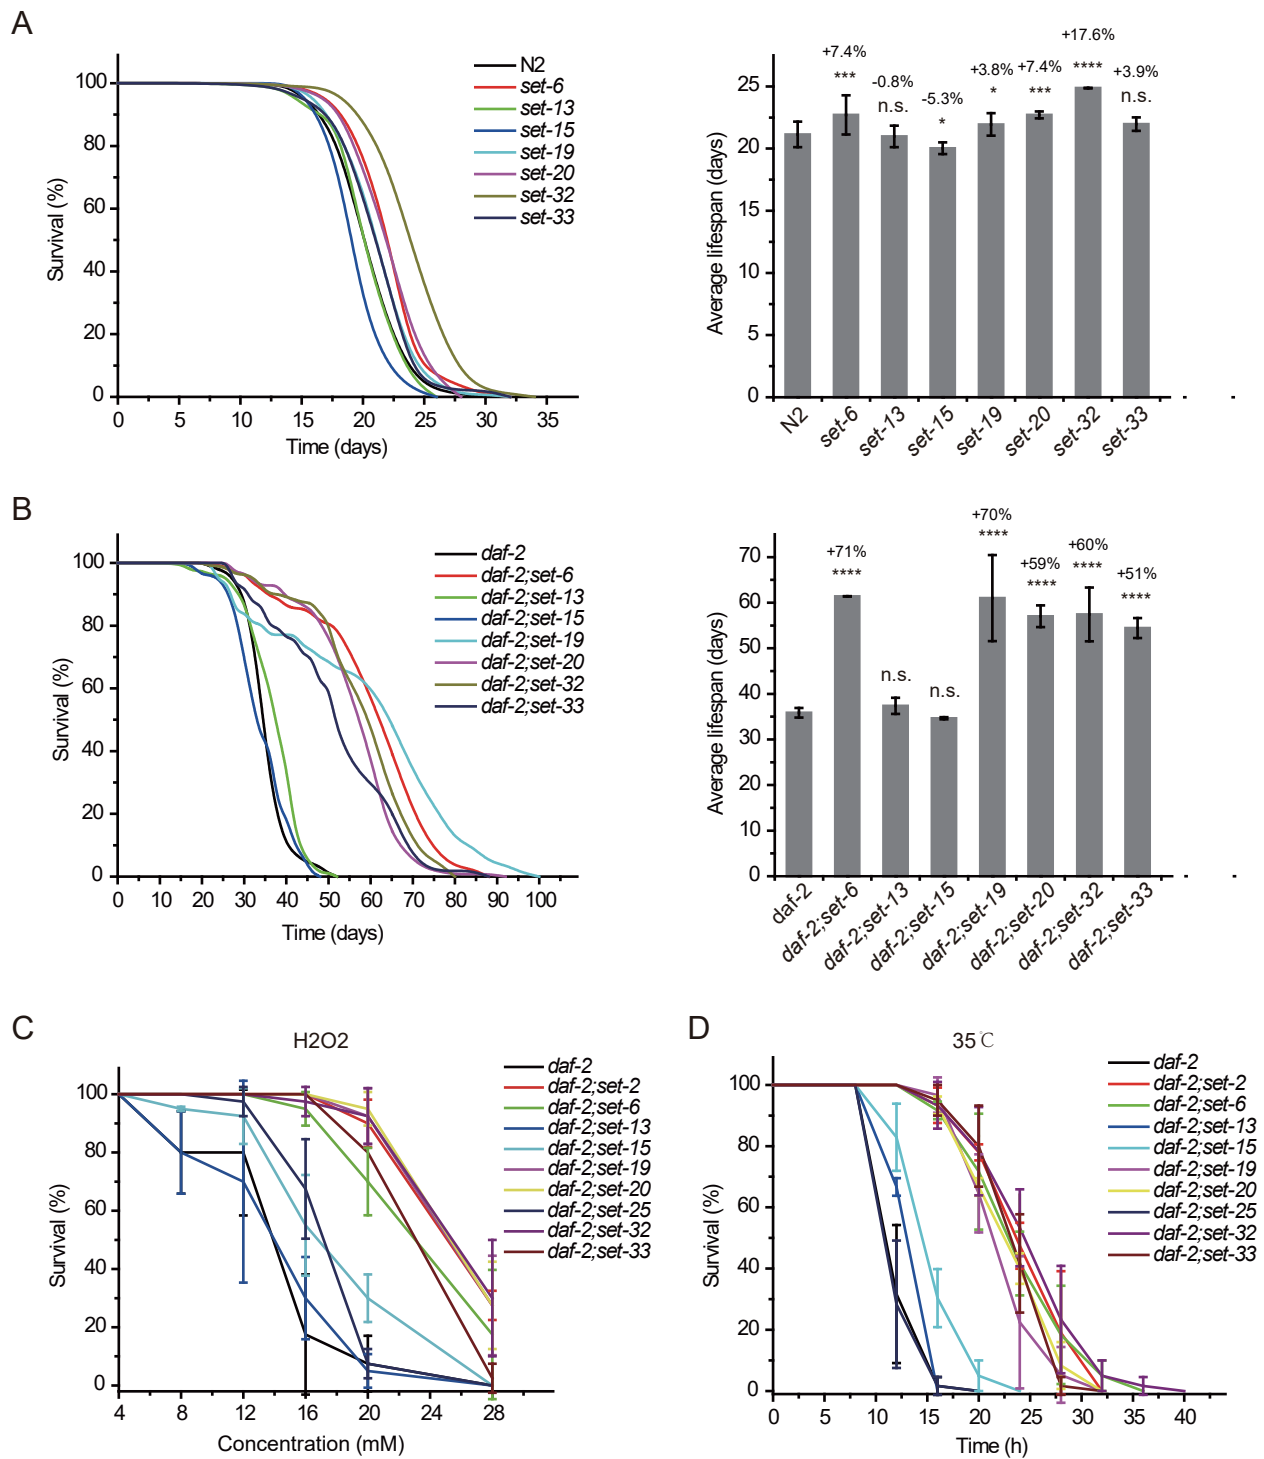 A
Survival (%)
100
80
60
40
20
0
0 5 10 15 20 25 30 35
Time (days)
N2
set-6
set-13
set-15
set-19
set-20
set-32
set-33
Average lifespan (days)
25
20
15
10
5
0
+7.4%
***
-0.8%
n.s.
-5.3%
*
+3.8%
*
+7.4%
***
+17.6%
****
+3.9%
n.s.
N2 set-6 set-13 set-15 set-19 set-20 set-32 set-33
B
Survival (%)
100
80
60
40
20
0
0 10 20 30 40 50 60 70 80 90 100
Time (days)
daf-2
daf-2;set-6
daf-2;set-13
daf-2;set-15
daf-2;set-19
daf-2;set-20
daf-2;set-32
daf-2;set-33
Average lifespan (days)
70
60
50
40
30
20
10
0
+71%
****
n.s.
n.s.
+70%
****
+59%
****
+60%
****
+51%
****
daf-2 daf-2;set-6 daf-2;set-13 daf-2;set-15 daf-2;set-19 daf-2;set-20 daf-2;set-32 daf-2;set-33
C
H2O2
Survival (%)
100
80
60
40
20
0
4 8 12 16 20 24 28
Concentration (mM)
daf-2
daf-2;set-2
daf-2;set-6
daf-2;set-13
daf-2;set-15
daf-2;set-19
daf-2;set-20
daf-2;set-25
daf-2;set-32
daf-2;set-33
D
35℃
Survival (%)
100
80
60
40
20
0
0 5 10 15 20 25 30 35 40
Time (h)
daf-2
daf-2;set-2
daf-2;set-6
daf-2;set-13
daf-2;set-15
daf-2;set-19
daf-2;set-20
daf-2;set-25
daf-2;set-32
daf-2;set-33